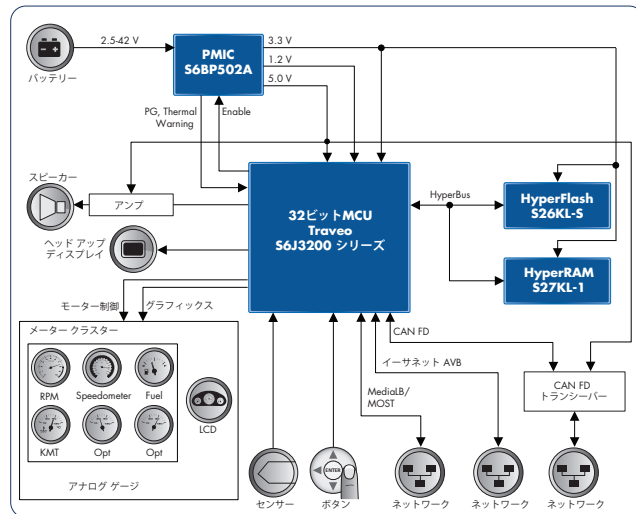 2.5-42 V
バッテリー
PMIC
S6BP502A
3.3 V
1.2 V
5.0 V
PG, Thermal
Warning
Enable
スピーカー
アンプ
ヘッド アップ
ディスプレイ
32ビットMCU
Traveo
S6J3200 シリーズ
HyperBus
HyperFlash
S26KL-S
HyperRAM
S27KL-1
モーター制御
グラフィックス
メーター クラスター
RPM
Speedometer
Fuel
KMT
Opt
Opt
LCD
アナログ ゲージ
CAN FD
イーサネット AVB
MediaLB/
MOST
CAN FD
トランシーバー
センサー
ENTER
ボタン
ネットワーク
ネットワーク
ネットワーク